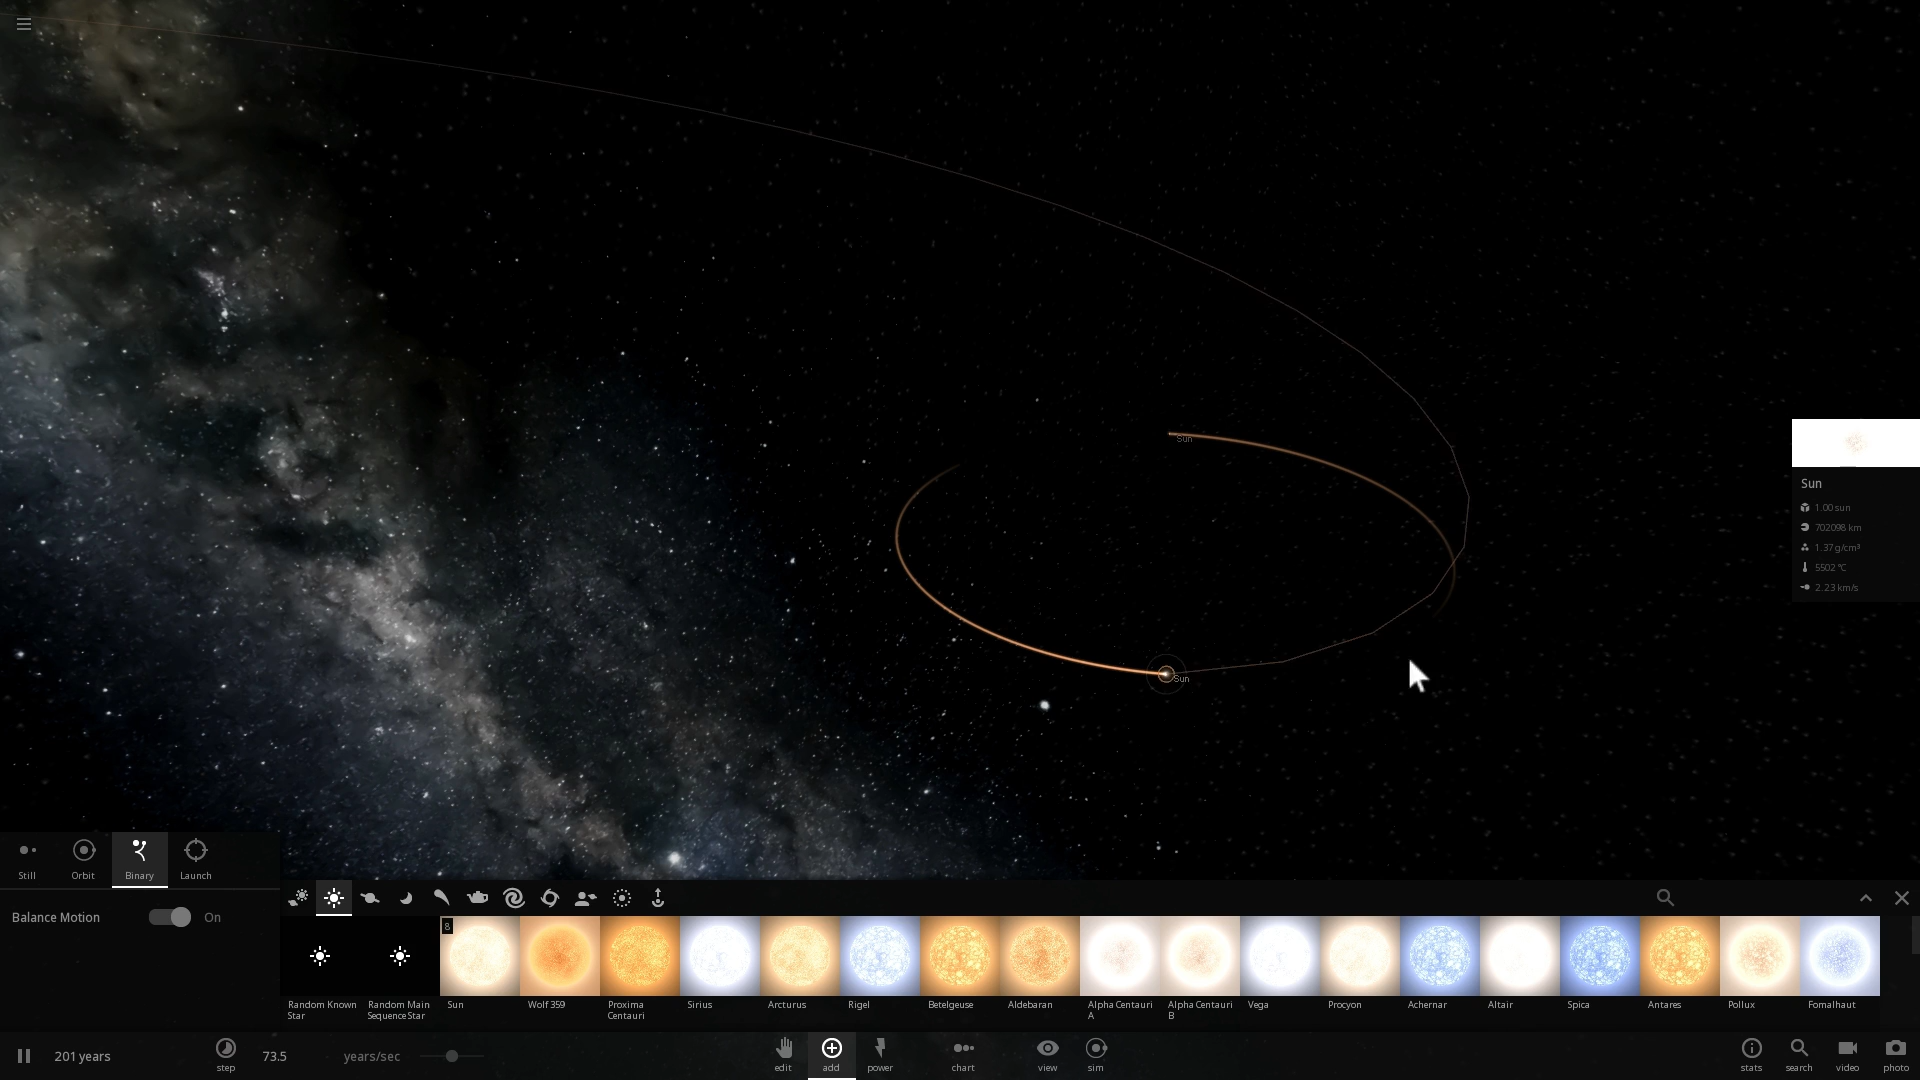 Sun
Sun
Sun
1.00 sun
702098 km
1.37 g/cm³
5502 °C
2.23 km/s
Still
Orbit
Binary
Launch
Balance Motion
On
8
Random Known Star
Random Main Sequence Star
Sun
Wolf 359
Proxima Centauri
Sirius
Arcturus
Rigel
Betelgeuse
Aldebaran
Alpha Centauri A
Alpha Centauri B
Vega
Procyon
Achernar
Altair
Spica
Antares
Pollux
Fomalhaut
201 years
step
73.5
years/sec
edit
add
power
chart
view
sim
stats
search
video
photo